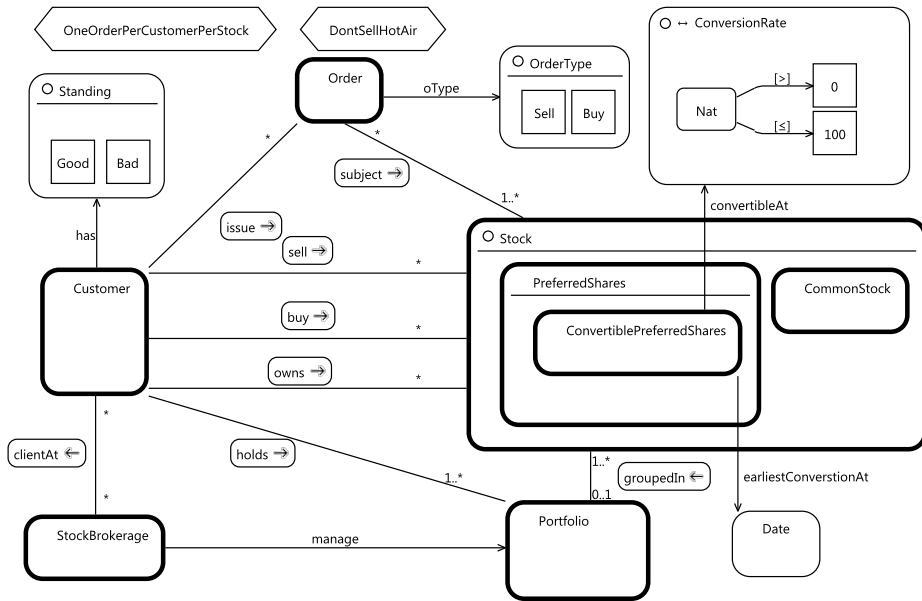 OneOrderPerCustomerPerStock
DontSellHotAir
ConversionRate
Order
OrderType
oType
Standing
[>]
0
Nat
Sell
Buy
[≤]
100
Good
Bad
*
*
subject
1..*
convertibleAt
issue
has
sell
Stock
*
Customer
PreferredShares
CommonStock
buy
*
ConvertiblePreferredShares
owns
*
*
clientAt
holds
1..*
1..*
groupedIn
earliestConverstionAt
*
0..1
StockBrokerage
manage
Portfolio
Date